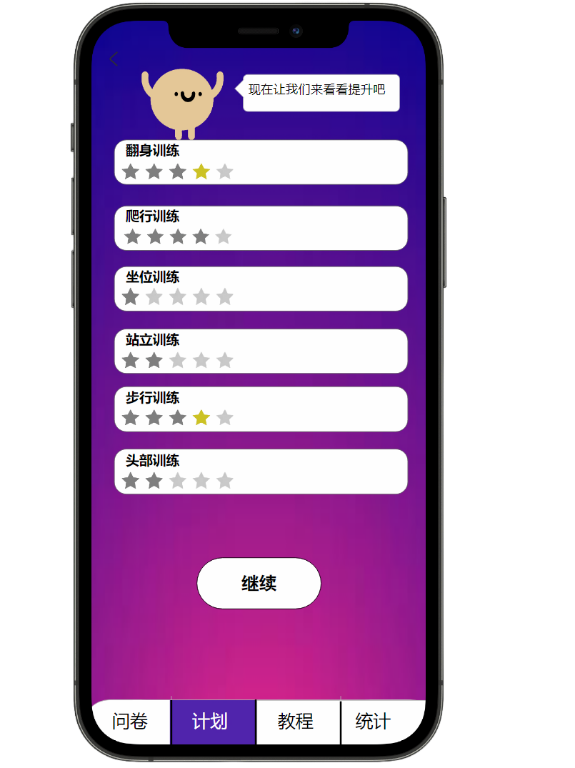 现在让我们来看看提升吧
翻身训练
爬行训练
坐位训练
站立训练
步行训练
头部训练
继续
问卷 计划 教程 统计